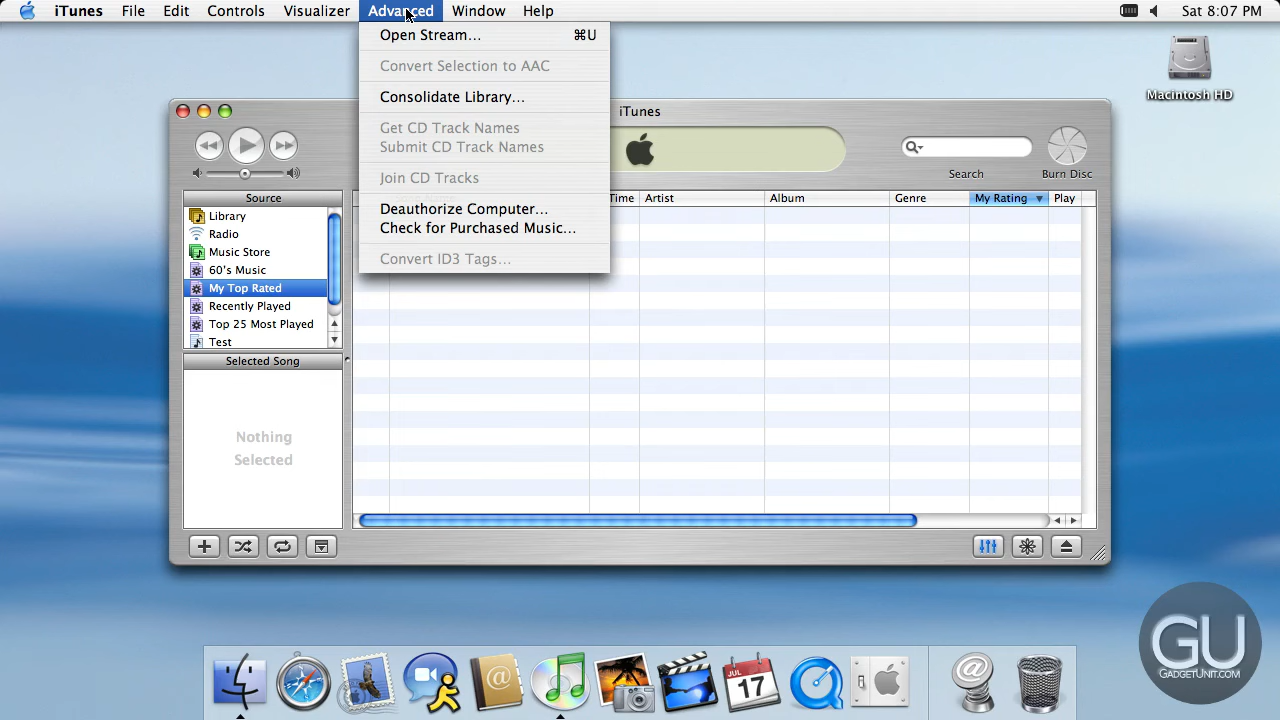 iTunes File Edit Controls Visualizer Advanced Window Help Sat 8:07 PM
Open Stream... ⌘U
Convert Selection to AAC
Consolidate Library...
Get CD Track Names
Submit CD Track Names
Join CD Tracks
Deauthorize Computer...
Check for Purchased Music...
Convert ID3 Tags...
Macintosh HD
iTunes
Search
Burn Disc
Source
Time Artist Album Genre My Rating Play
Library
Radio
Music Store
60's Music
My Top Rated
Recently Played
Top 25 Most Played
Test
Selected Song
Nothing
Selected
JUL
17
GU
GADGETUNIT.COM